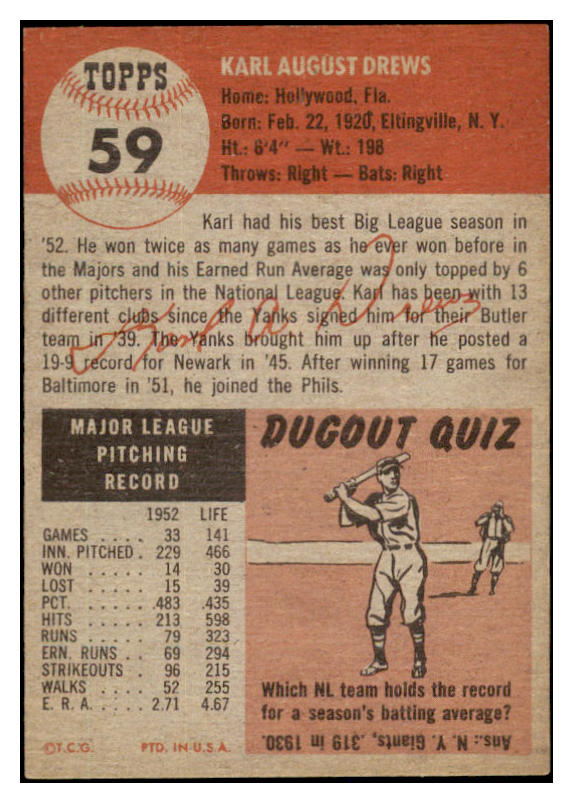 TOPPS
59
KARL AUGUST DREWS
Home: Hollywood, Fla.
Born: Feb. 22, 1920, Eltingville, N. Y.
Ht.: 6'4" — Wt.: 198
Throws: Right — Bats: Right
Karl had his best Big League season in
'52. He won twice as many games as he ever won before in
the Majors and his Earned Run Average was only topped by 6
other pitchers in the National League. Karl has been with 13
different clubs since the Yanks signed him for their Butler
team in '39. The Yanks brought him up after he posted a
19-9 record for Newark in '45. After winning 17 games for
Baltimore in '51, he joined the Phils.
Karl A Drews
MAJOR LEAGUE
PITCHING
RECORD
1952 LIFE
GAMES ..... 33 141
INN. PITCHED . 229 466
WON ..... 14 30
LOST ..... 15 39
PCT. ..... .483 .435
HITS ..... 213 598
RUNS ..... 79 323
ERN. RUNS .. 69 294
STRIKEOUTS . 96 215
WALKS .... 52 255
E. R. A. .... 2.71 4.67
©T.C.G. PTD. IN U.S.A.
DUGOUT QUIZ
Which NL team holds the record
for a season's batting average?
Ans: N. Y. Giants, .319 in 1930.